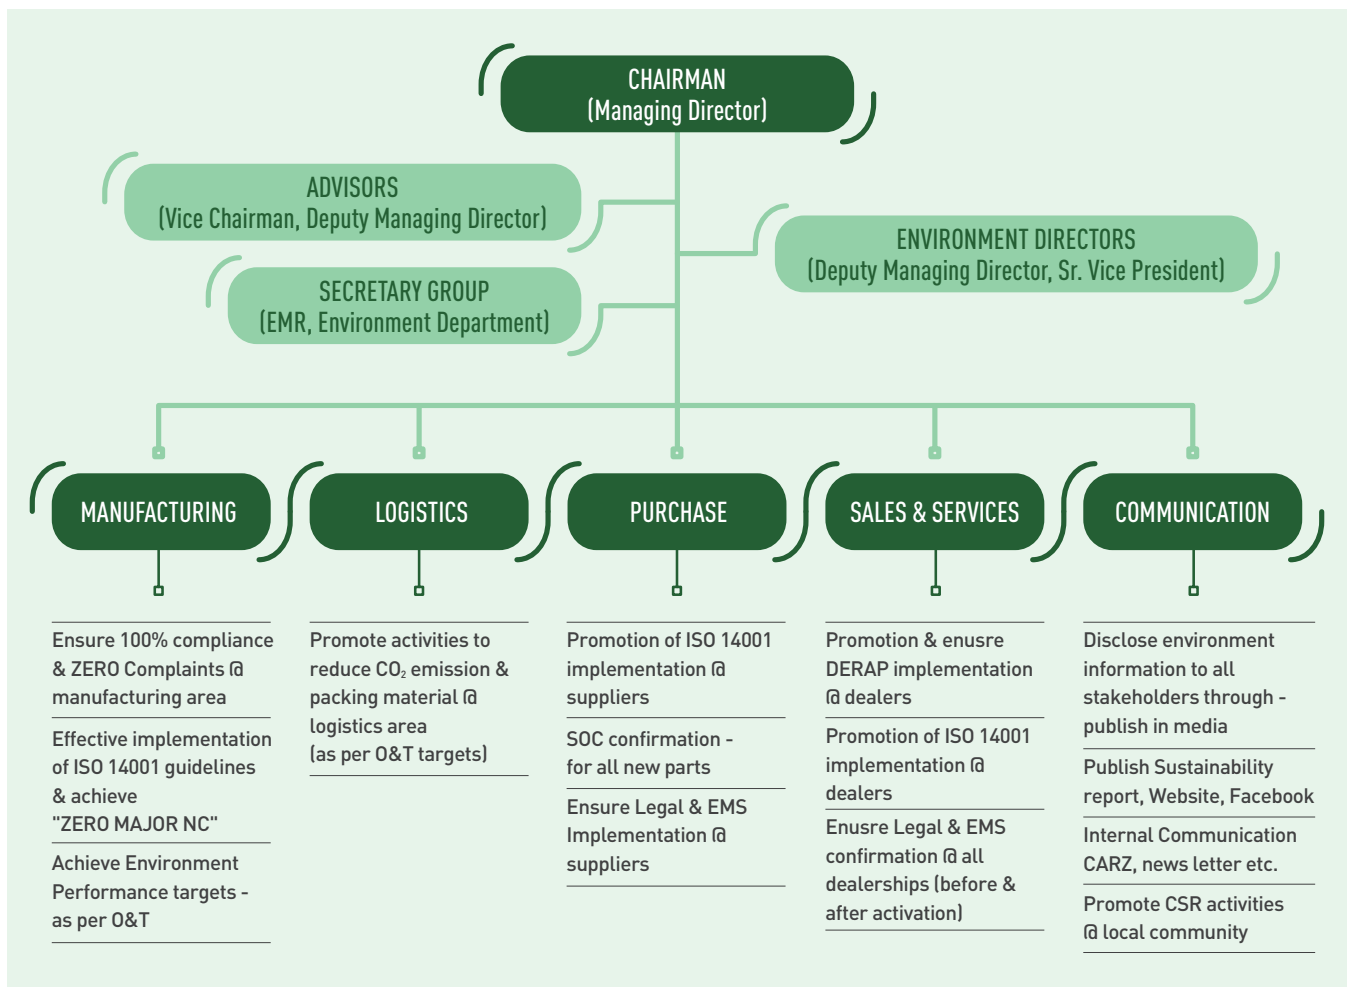 CHAIRMAN
(Managing Director)
ADVISORS
(Vice Chairman, Deputy Managing Director)
ENVIRONMENT DIRECTORS
(Deputy Managing Director, Sr. Vice President)
SECRETARY GROUP
(EMR, Environment Department)
MANUFACTURING
Ensure 100% compliance
& ZERO Complaints @
manufacturing area
Effective implementation
of ISO 14001 guidelines
& achieve
"ZERO MAJOR NC"
Achieve Environment
Performance targets -
as per O&T
LOGISTICS
Promote activities to
reduce CO₂ emission &
packing material @
logistics area
(as per O&T targets)
PURCHASE
Promotion of ISO 14001
implementation @
suppliers
SOC confirmation -
for all new parts
Ensure Legal & EMS
Implementation @
suppliers
SALES & SERVICES
Promotion & enusre
DERAP implementation
@ dealers
Promotion of ISO 14001
implementation @
dealers
Enusre Legal & EMS
confirmation @ all
dealerships (before &
after activation)
COMMUNICATION
Disclose environment
information to all
stakeholders through -
publish in media
Publish Sustainability
report, Website, Facebook
Internal Communication
CARZ, news letter etc.
Promote CSR activities
@ local community